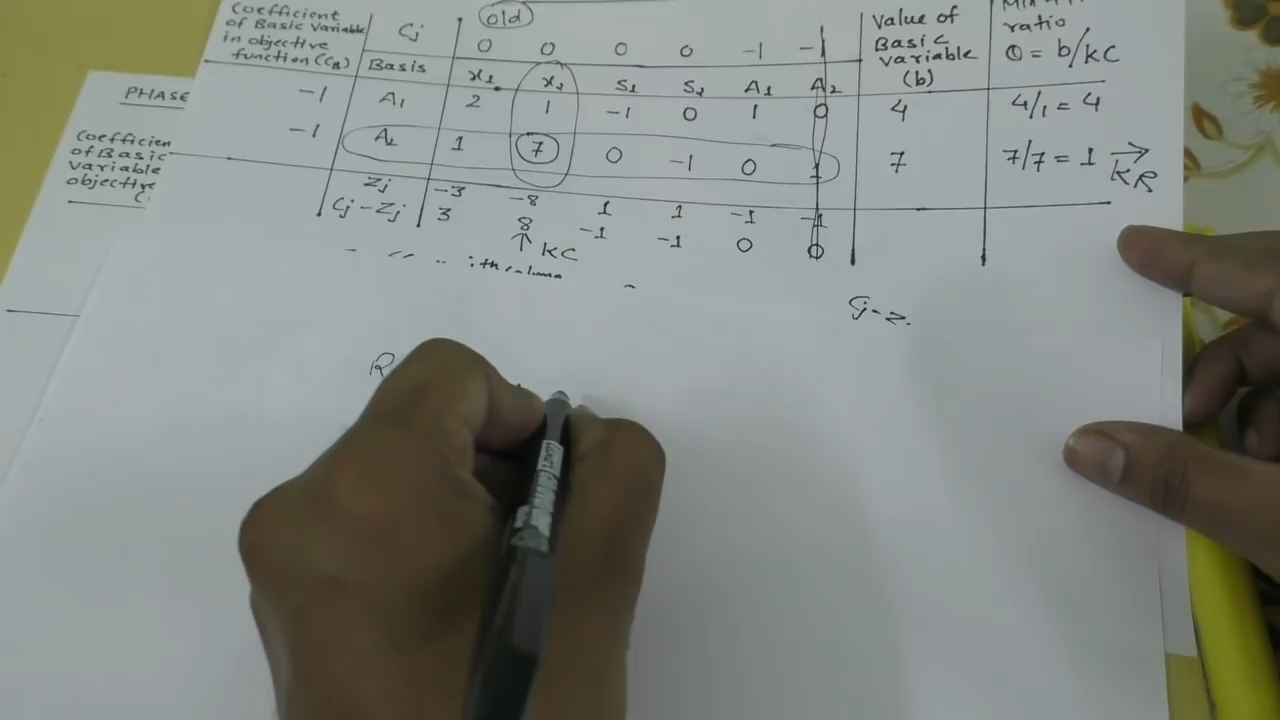 Coefficient
of Basic Variable
in objective
function (CB)
Cj
old
0 0 0 0 -1 -1
Value of
Basic
Variable
(b)
ratio
θ = b/KC
Basis x1 x2 S1 S2 A1 A2
-1 A1 2 1 -1 0 1 0 4 4/1 = 4
-1 A2 1 7 0 -1 0 1 7 7/7 = 1 KR
Zj -3 -8 1 1 -1 -1
Cj - Zj 3 8 -1 -1 0 0
↑ KC
Cj - Z
R
PHASE
Coefficien
of Basic
Variable
objective